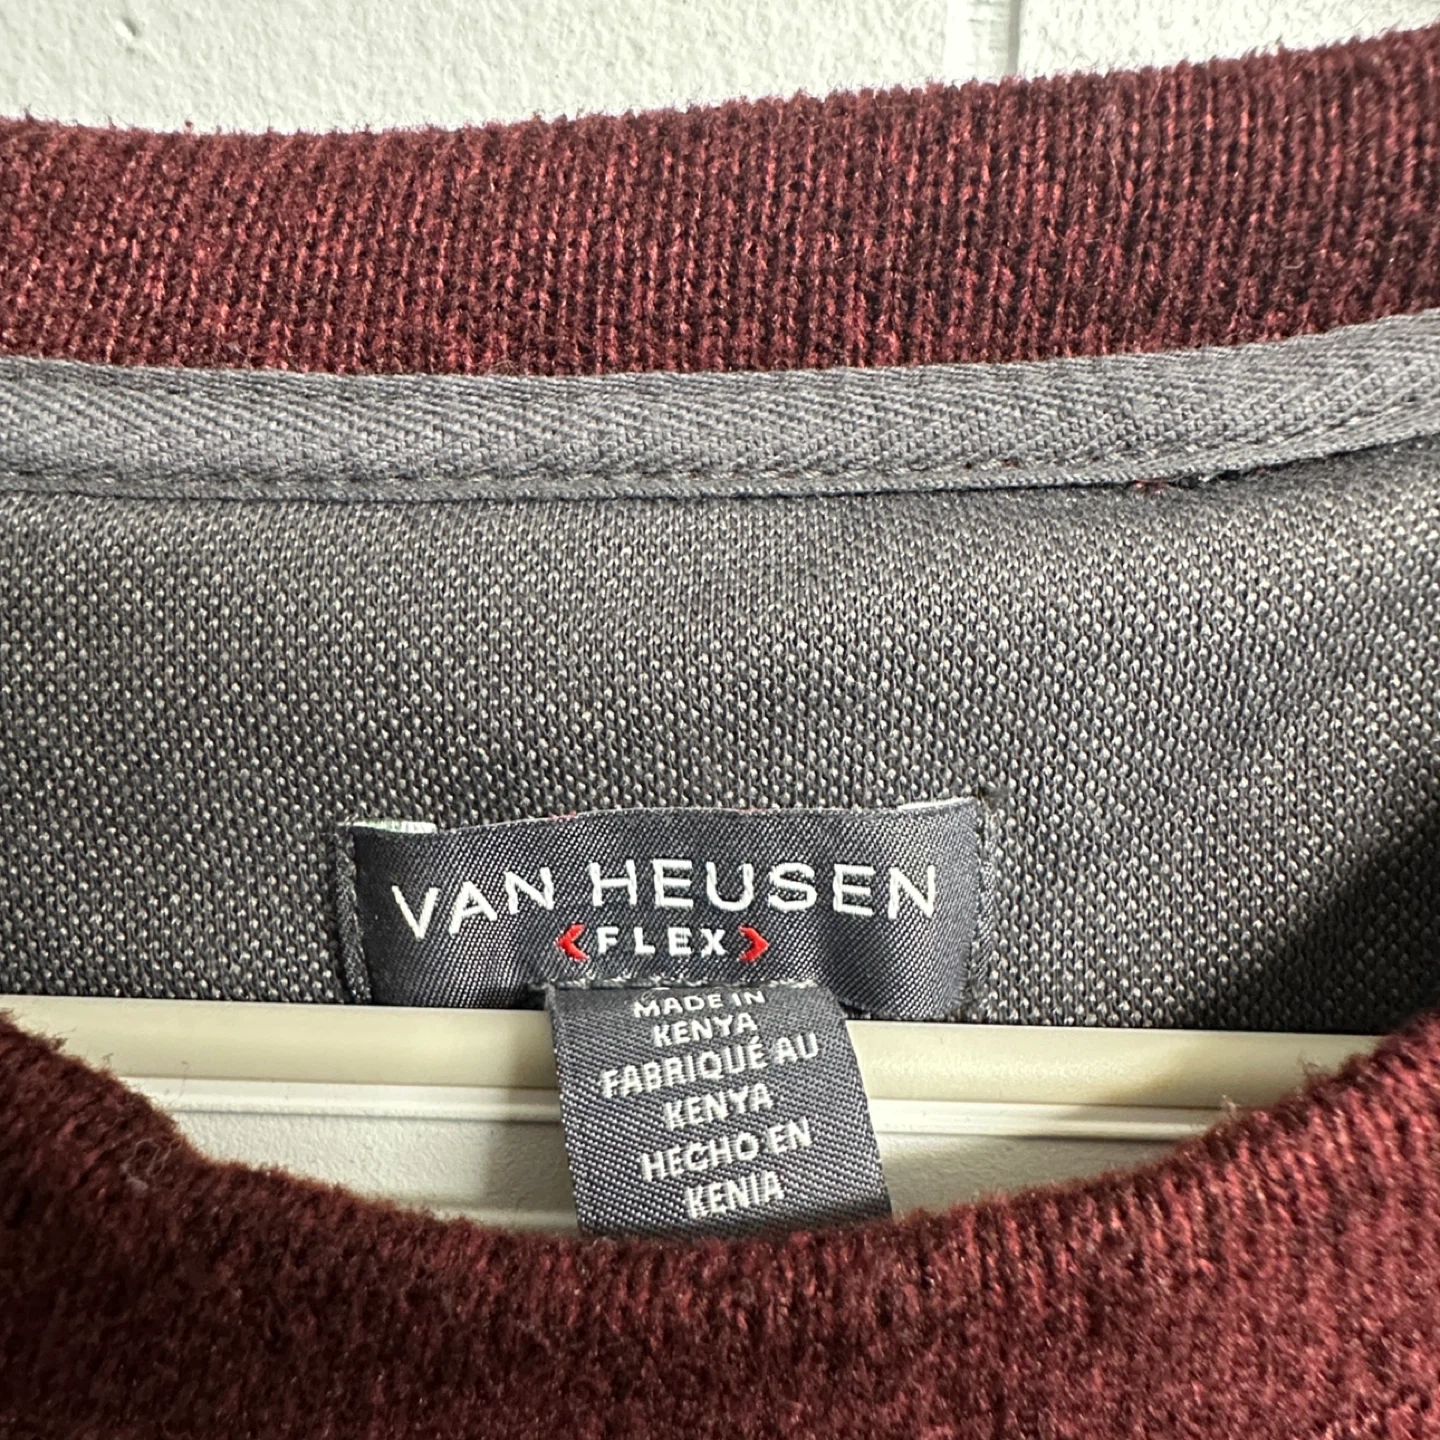 VAN HEUSEN
FLEX
MADE IN
KENYA
FABRIQUÉ AU
KENYA
HECHO EN
KENIA